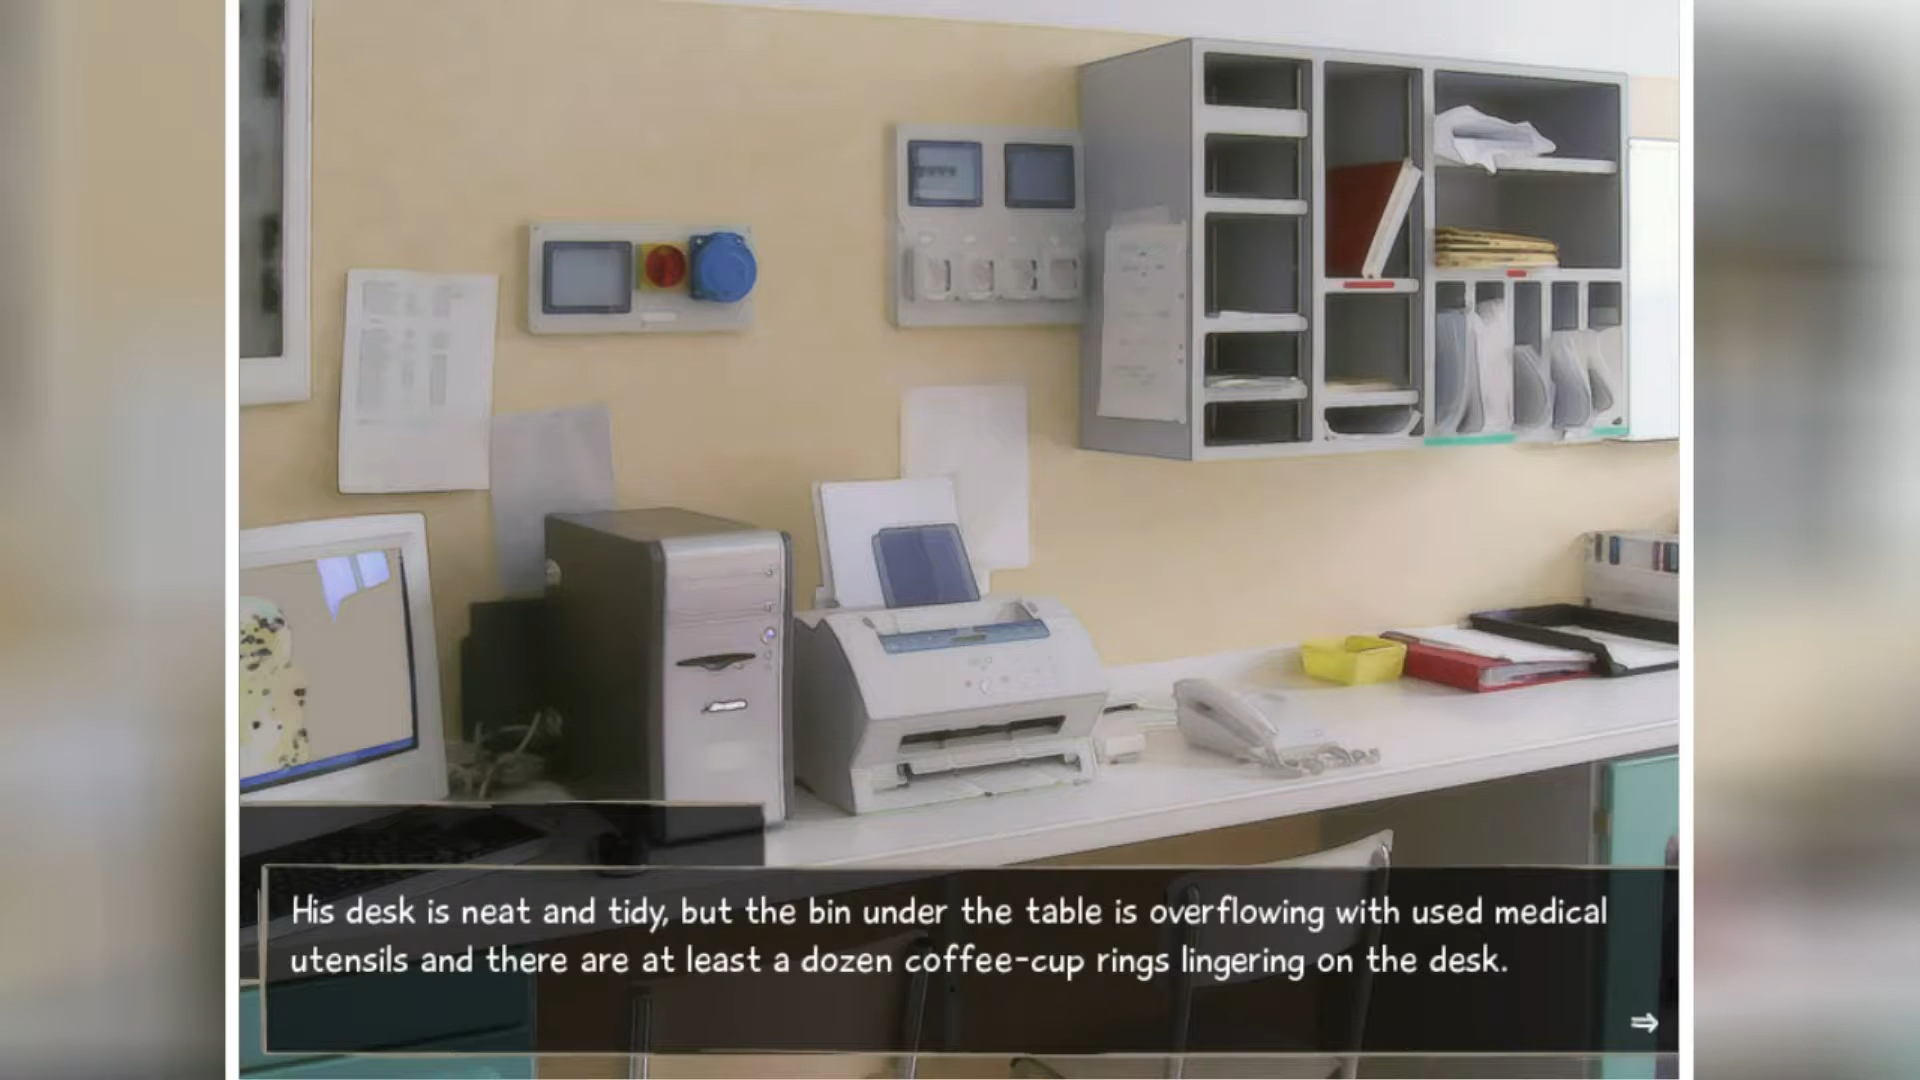 His desk is neat and tidy, but the bin under the table is overflowing with used medical
utensils and there are at least a dozen coffee-cup rings lingering on the desk.